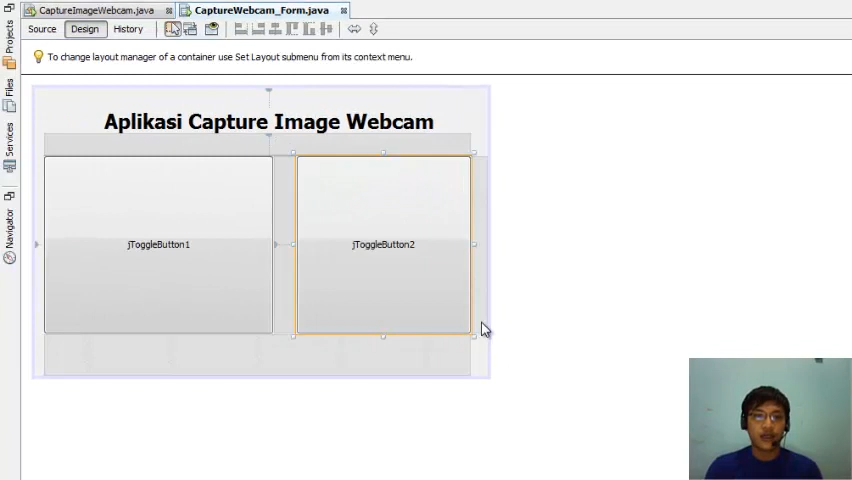 CaptureImageWebcam.java
CaptureWebcam_Form.java
Source
Design
History
To change layout manager of a container use Set Layout submenu from its context menu.
Projects
Files
Services
Navigator
Aplikasi Capture Image Webcam
jToggleButton1
jToggleButton2